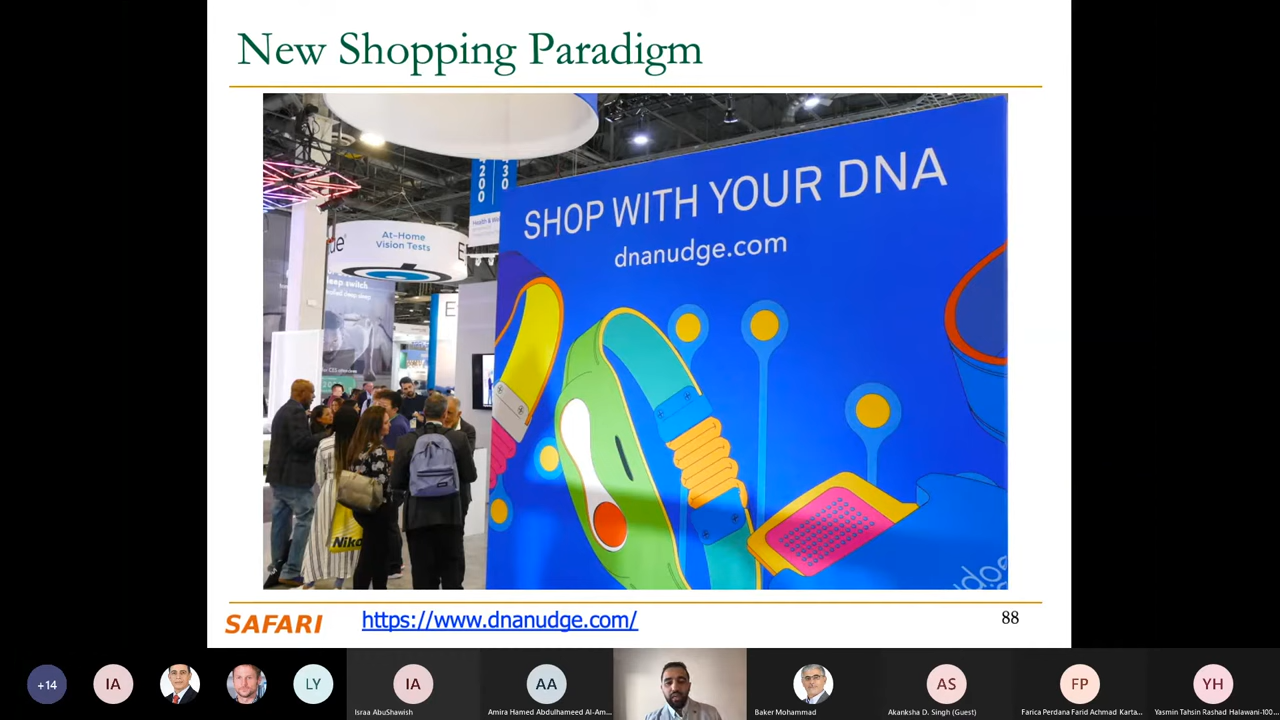 New Shopping Paradigm
SHOP WITH YOUR DNA
dnanudge.com
At-Home
Vision Tests
Nikon
SAFARI
https://www.dnanudge.com/
88
+14
IA
LY
IA
AA
AS
FP
YH
Israa AbuShawish
Amira Hamed Abdulhameed Al-Am...
Baker Mohammad
Akanksha D. Singh (Guest)
Farica Perdana Farid Achmad Karta...
Yasmin Tahsin Rashad Halawani-100...